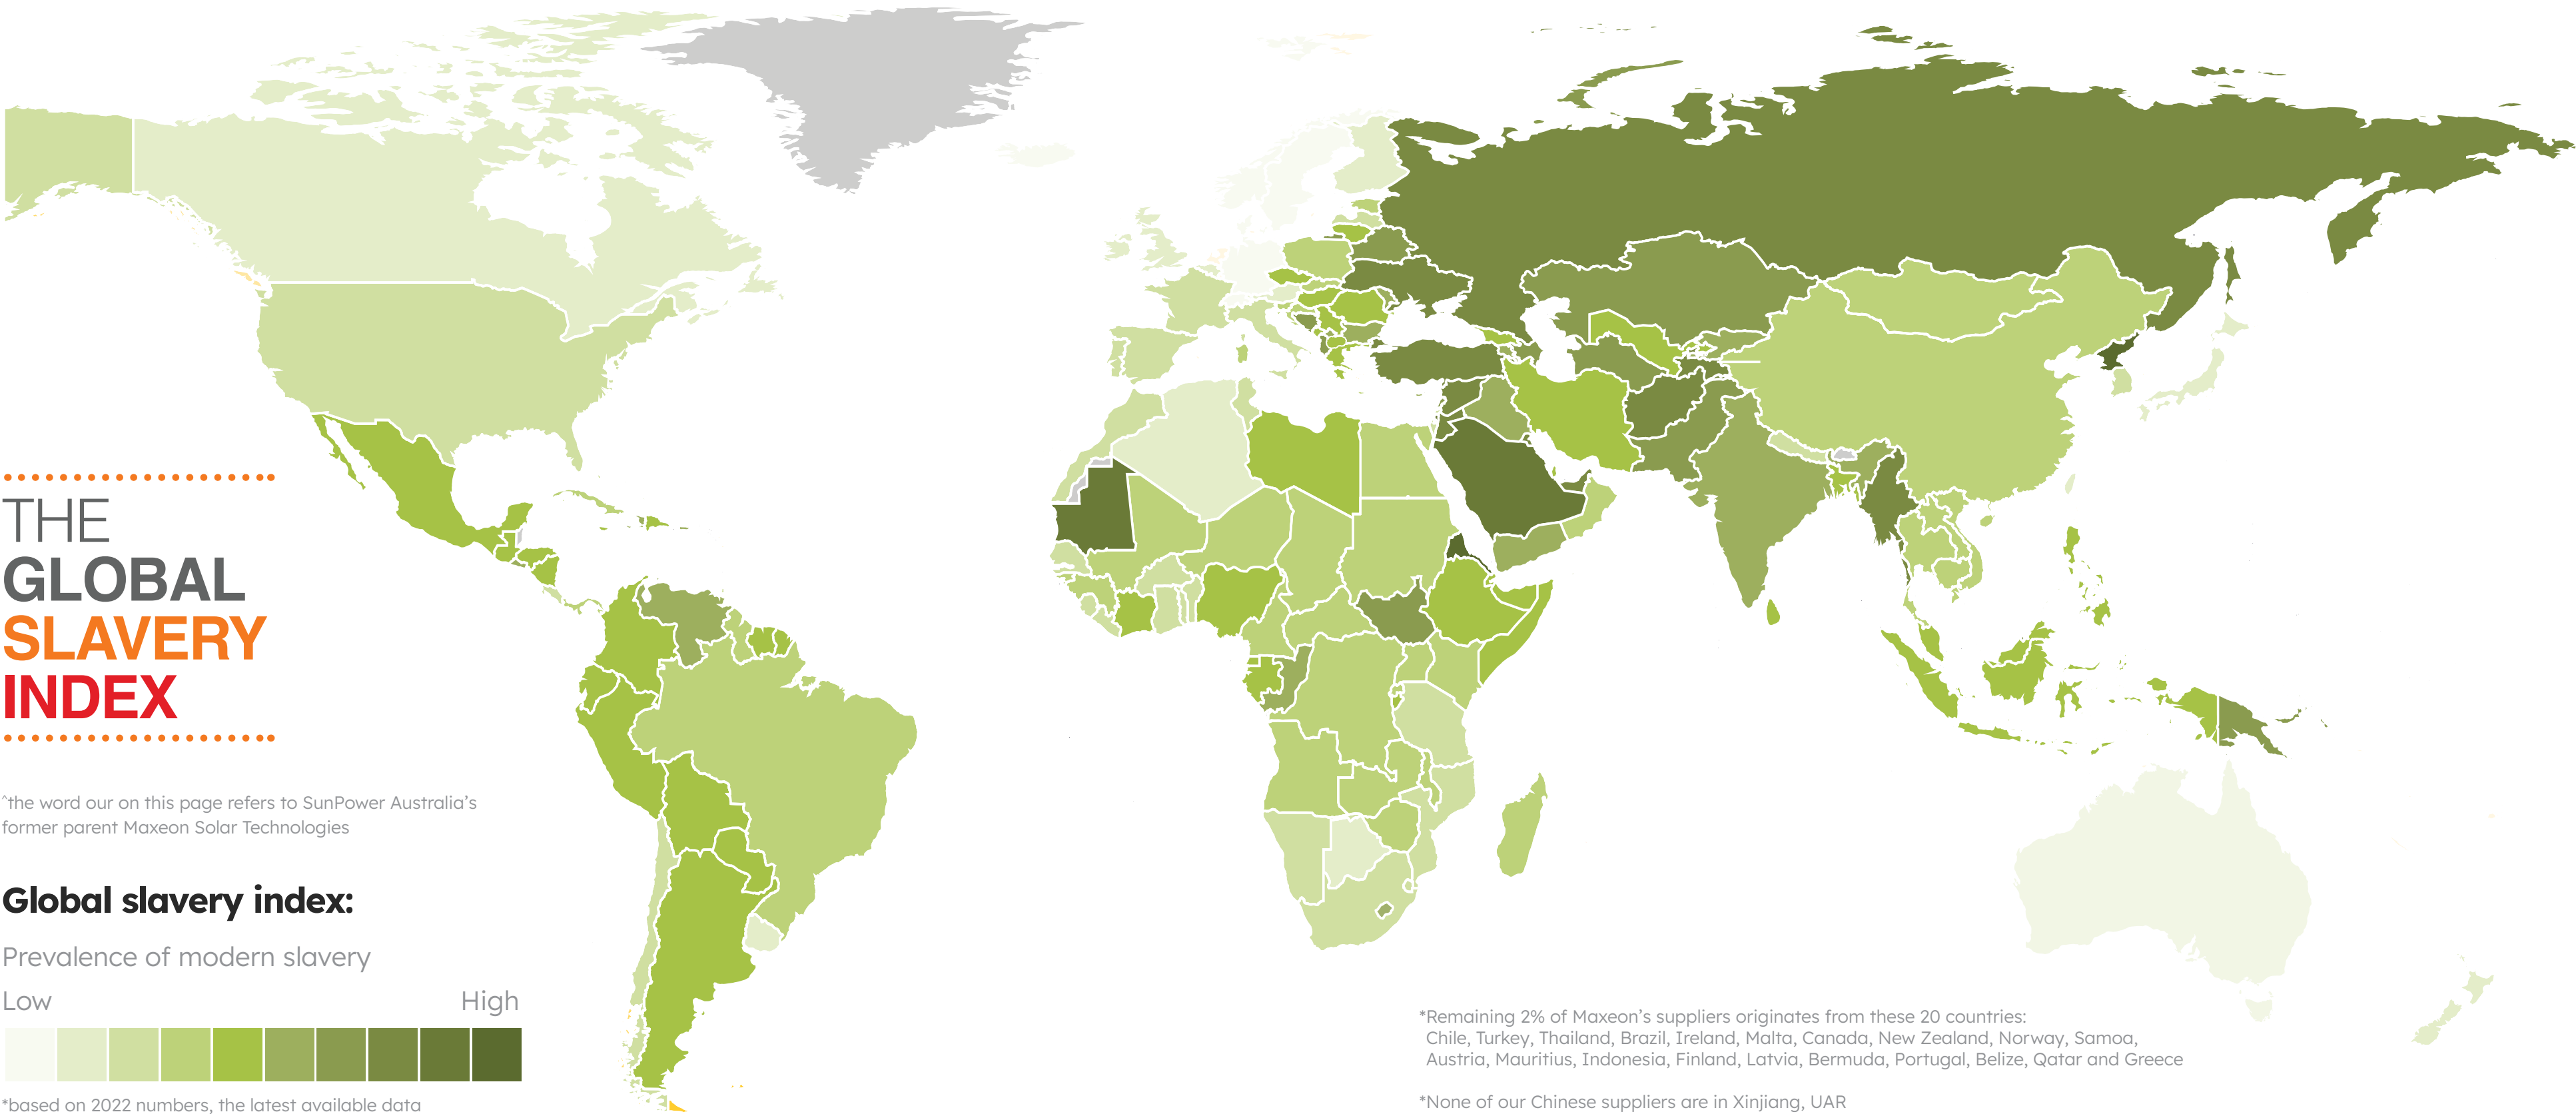 THE
GLOBAL
SLAVERY
INDEX
^the word our on this page refers to SunPower Australia’s
former parent Maxeon Solar Technologies
Global slavery index:
Prevalence of modern slavery
Low High
*based on 2022 numbers, the latest available data
*Remaining 2% of Maxeon’s suppliers originates from these 20 countries:
Chile, Turkey, Thailand, Brazil, Ireland, Malta, Canada, New Zealand, Norway, Samoa,
Austria, Mauritius, Indonesia, Finland, Latvia, Bermuda, Portugal, Belize, Qatar and Greece
*None of our Chinese suppliers are in Xinjiang, UAR